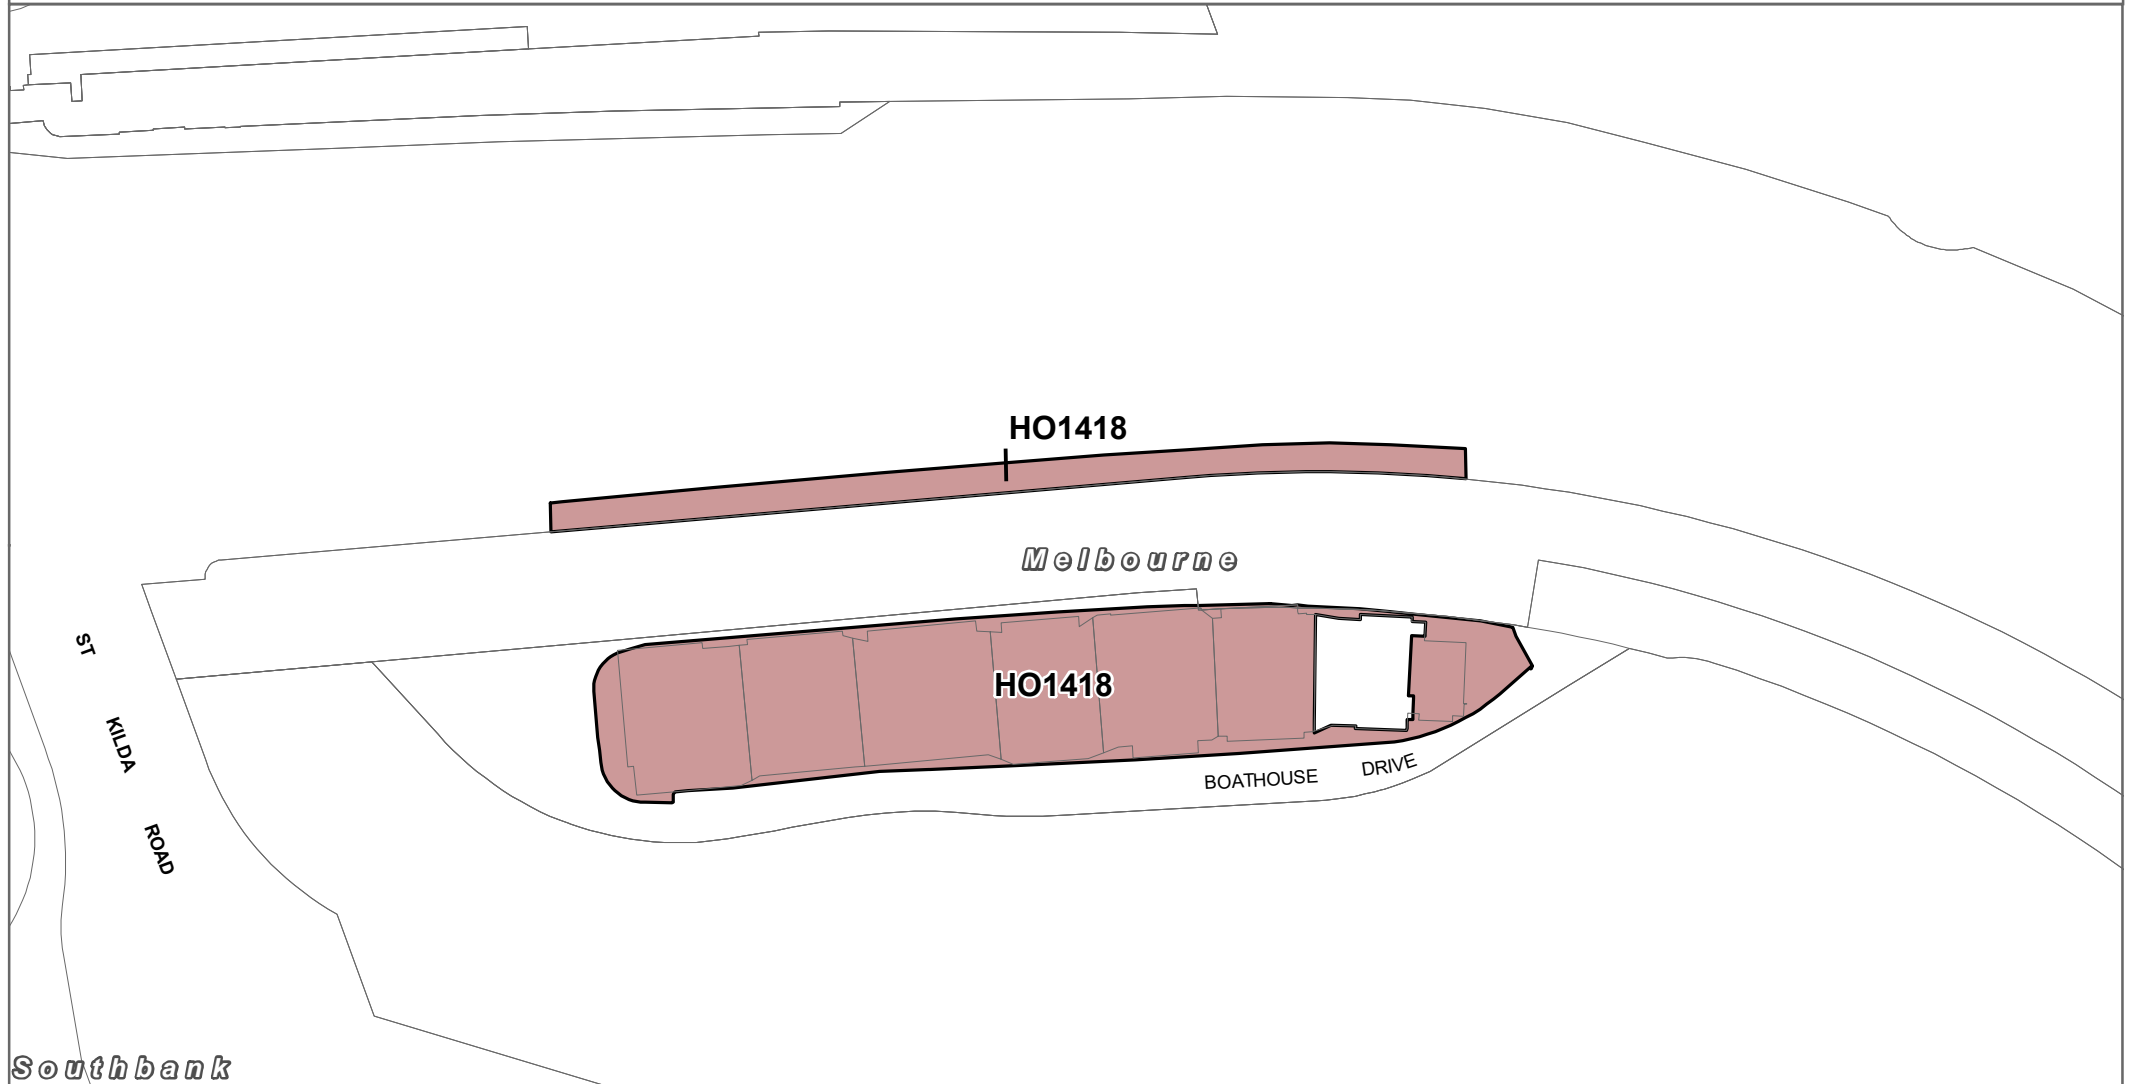 HO1418
Melbourne
ST KILDA ROAD
HO1418
BOATHOUSE DRIVE
Southbank